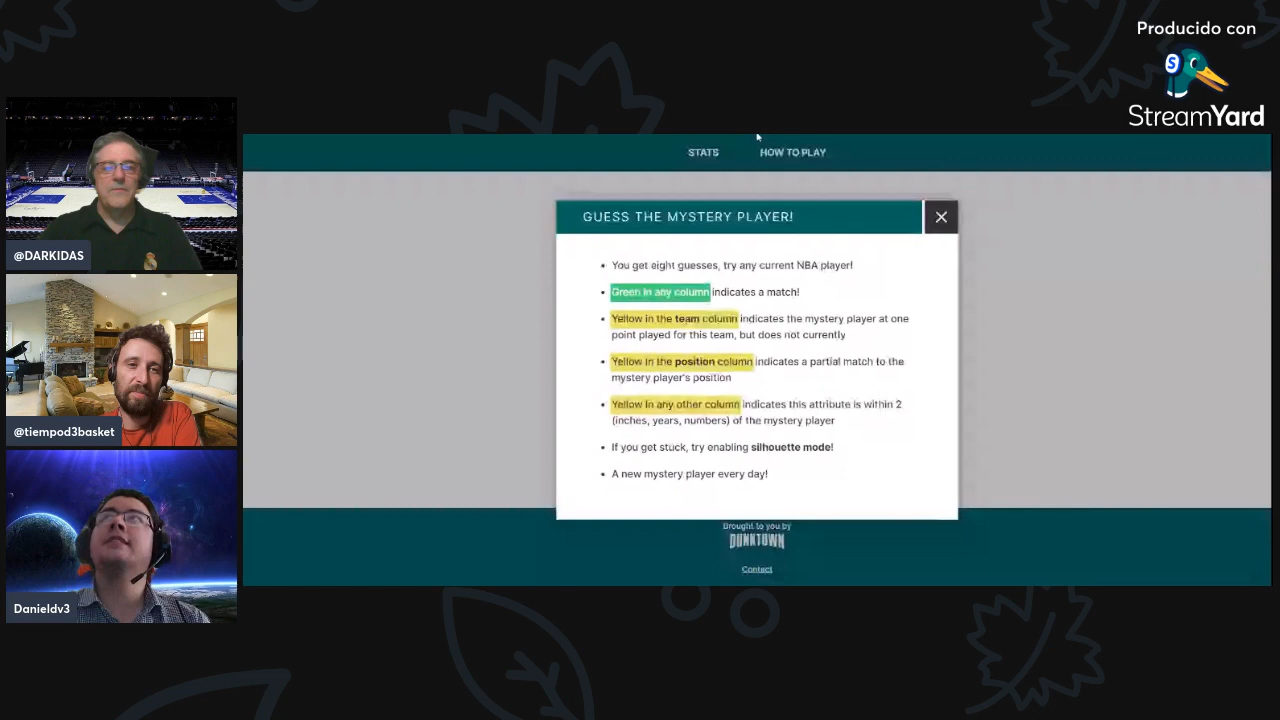 Producido con
S
StreamYard
STATS
HOW TO PLAY
GUESS THE MYSTERY PLAYER!
• You get eight guesses, try any current NBA player!
• Green in any column indicates a match!
• Yellow in the team column indicates the mystery player at one
point played for this team, but does not currently
• Yellow in the position column indicates a partial match to the
mystery player's position
• Yellow in any other column indicates this attribute is within 2
(inches, years, numbers) of the mystery player
• If you get stuck, try enabling silhouette mode!
• A new mystery player every day!
Brought to you by
DUNKTOWN
Contact
@DARKIDAS
@tiempod3basket
Danieldv3